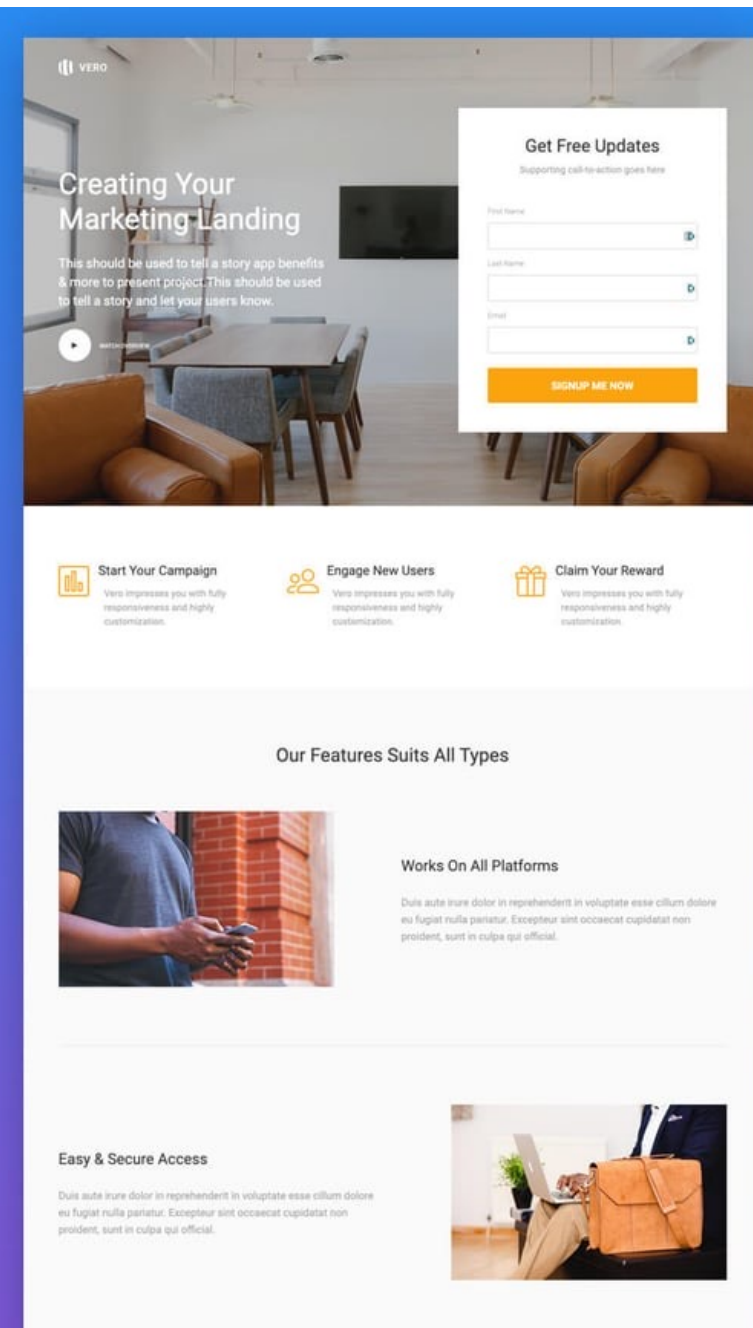 VERO
Creating Your
Marketing Landing
This should be used to tell a story app benefits
& more to present project.This should be used
to tell a story and let your users know.
WATCH OVERVIEW
Get Free Updates
Supporting call-to-action goes here
First Name
Last Name
Email
SIGNUP ME NOW
Start Your Campaign
Vero impresses you with fully
responsiveness and highly
customization.
Engage New Users
Vero impresses you with fully
responsiveness and highly
customization.
Claim Your Reward
Vero impresses you with fully
responsiveness and highly
customization.
Our Features Suits All Types
Works On All Platforms
Duis aute irure dolor in reprehenderit in voluptate esse cillum dolore
eu fugiat nulla pariatur. Excepteur sint occaecat cupidatat non
proident, sunt in culpa qui official.
Easy & Secure Access
Duis aute irure dolor in reprehenderit in voluptate esse cillum dolore
eu fugiat nulla pariatur. Excepteur sint occaecat cupidatat non
proident, sunt in culpa qui official.